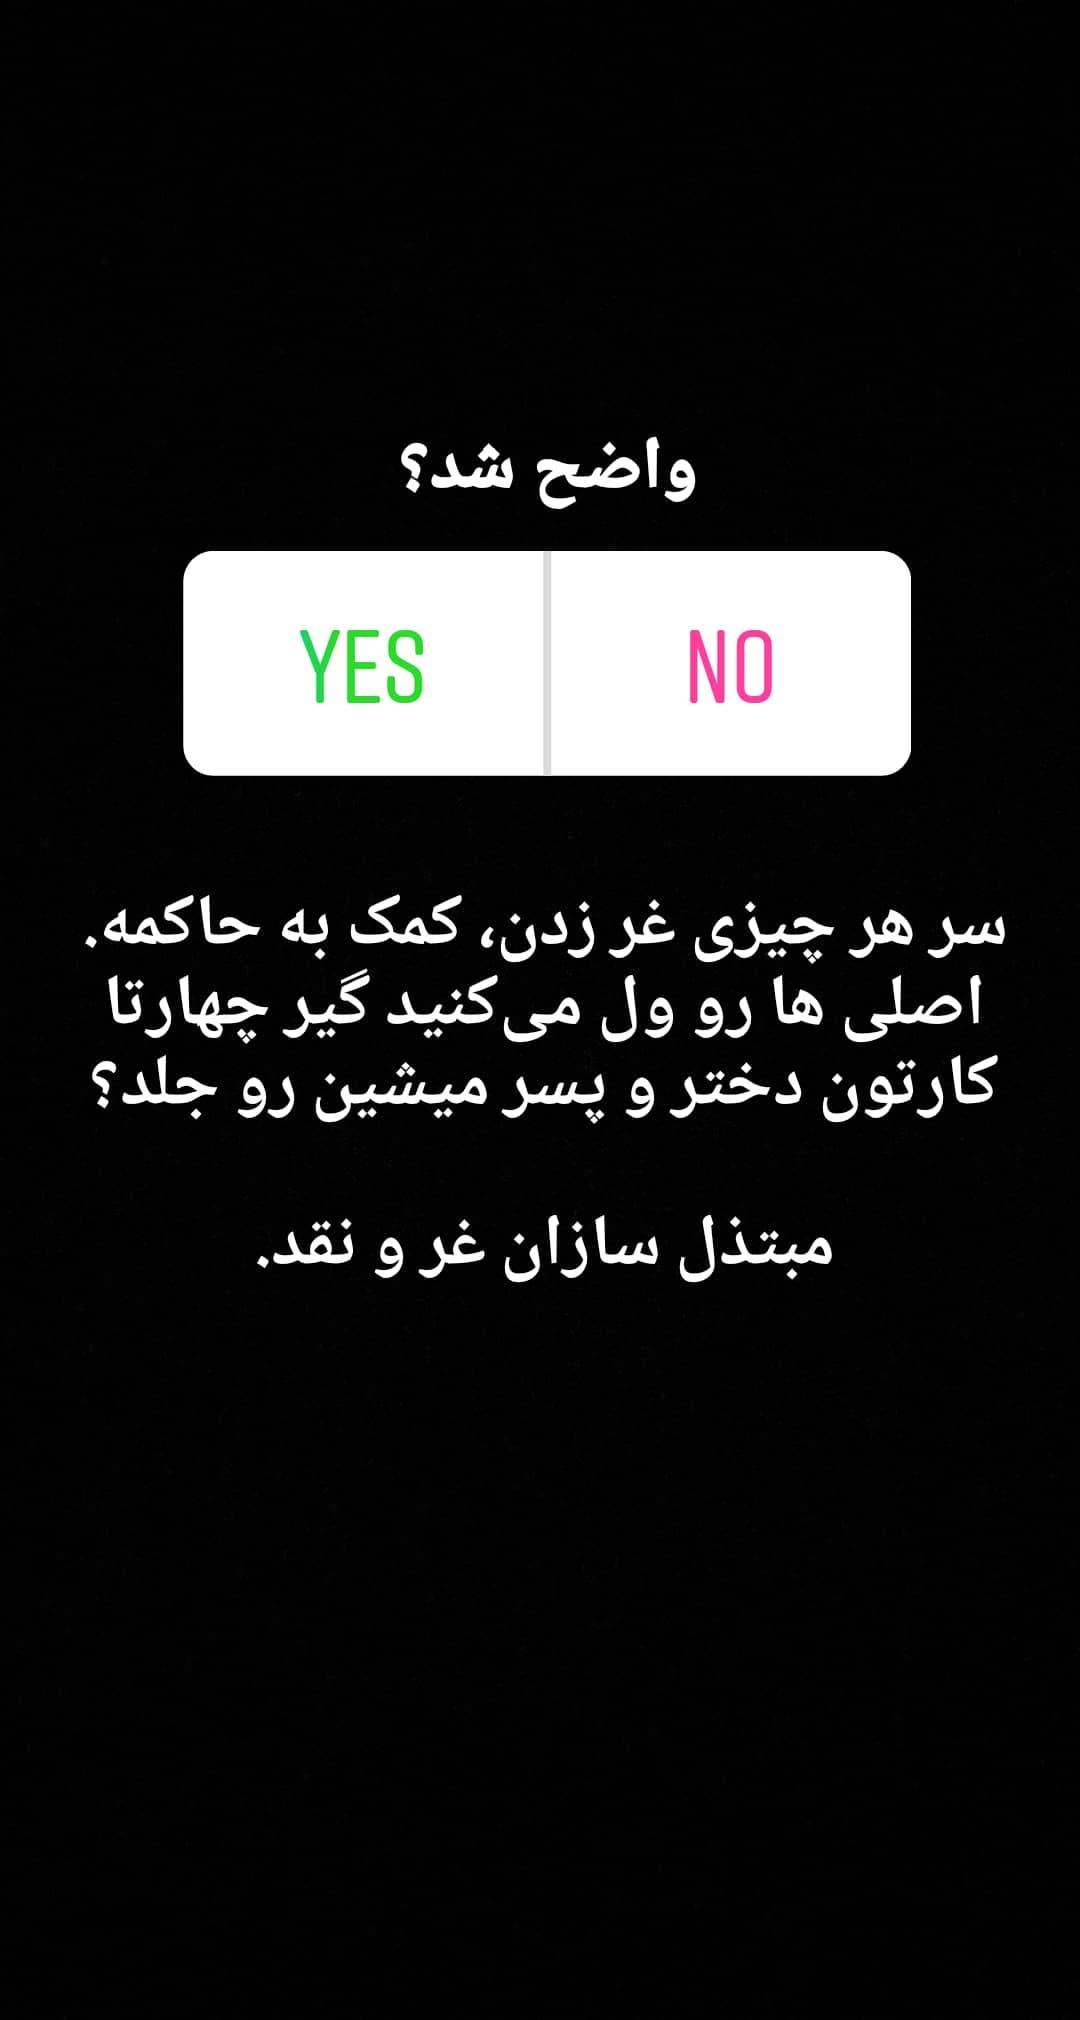 واضح شد؟
YES
NO
سر هر چیزی غر زدن، کمک به حاکمه.
اصلی ها رو ول می‌کنید گیر چهارتا
کارتون دختر و پسر میشین رو جلد؟
مبتذل سازان غر و نقد.